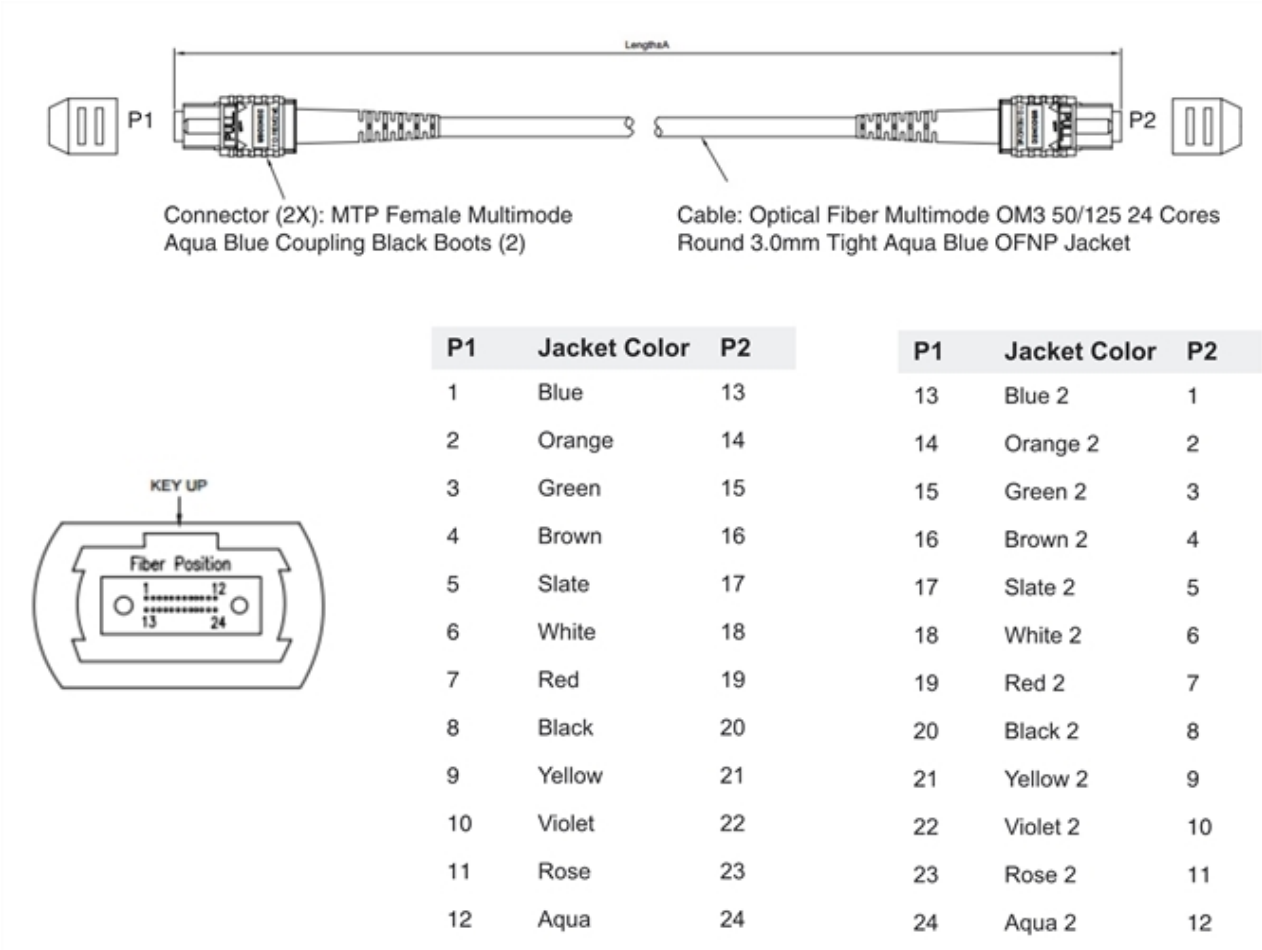 Length±A
P1
PULL
PULL
P2
Connector (2X): MTP Female Multimode
Aqua Blue Coupling Black Boots (2)
Cable: Optical Fiber Multimode OM3 50/125 24 Cores
Round 3.0mm Tight Aqua Blue OFNP Jacket
P1 Jacket Color P2
1 Blue 13
2 Orange 14
3 Green 15
4 Brown 16
5 Slate 17
6 White 18
7 Red 19
8 Black 20
9 Yellow 21
10 Violet 22
11 Rose 23
12 Aqua 24
P1 Jacket Color P2
13 Blue 2 1
14 Orange 2 2
15 Green 2 3
16 Brown 2 4
17 Slate 2 5
18 White 2 6
19 Red 2 7
20 Black 2 8
21 Yellow 2 9
22 Violet 2 10
23 Rose 2 11
24 Aqua 2 12
KEY UP
Fiber Position
1 12
13 24